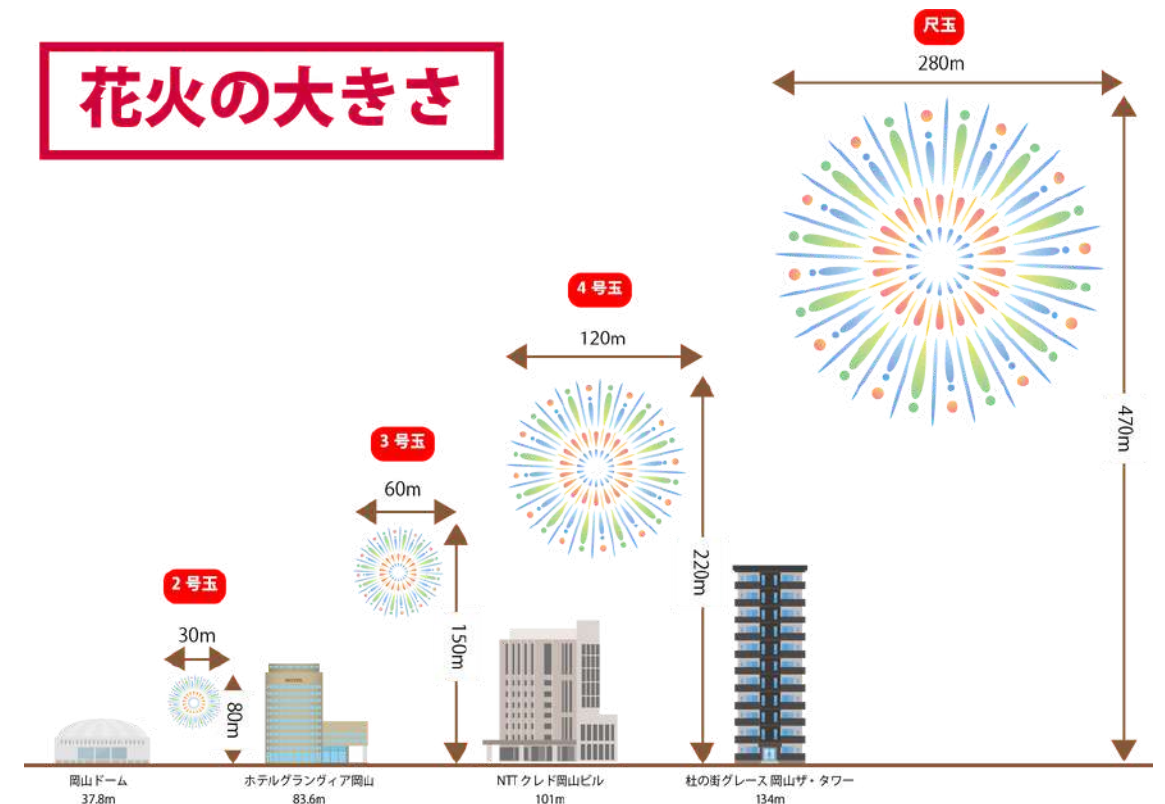 花火の大きさ
尺玉
280m
470m
4号玉
120m
220m
3号玉
60m
150m
2号玉
30m
80m
岡山ドーム
37.8m
ホテルグランヴィア岡山
83.6m
NTTクレド岡山ビル
101m
杜の街グレース岡山ザ・タワー
134m